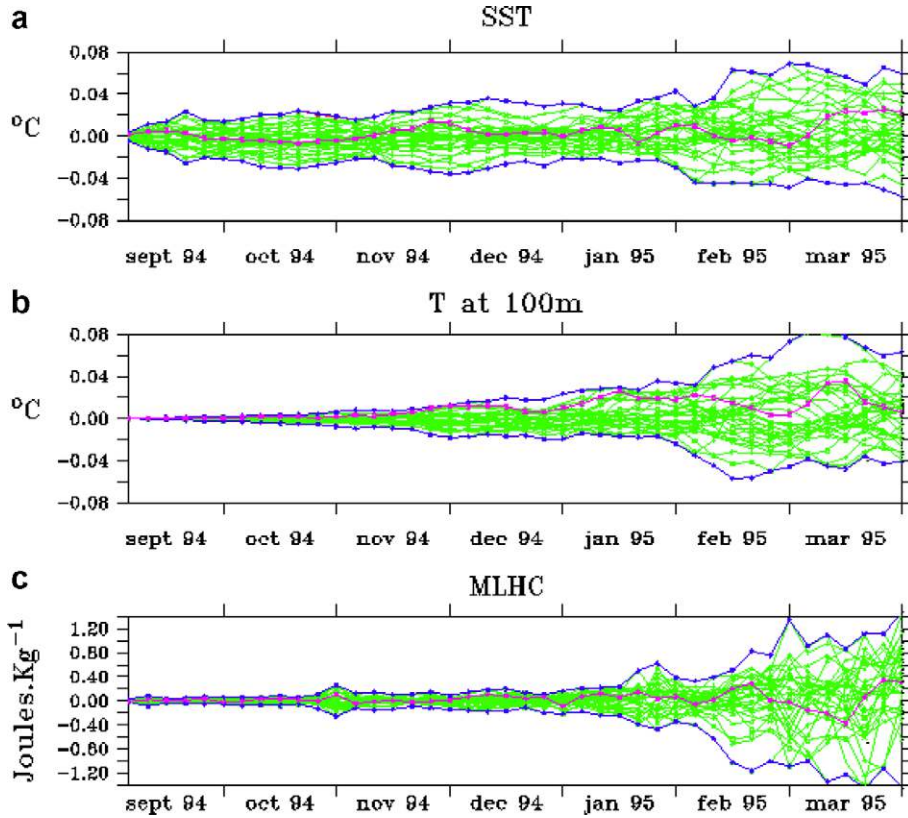 a
SST
0.08
0.04
0.00
−0.04
−0.08
°C
sept 94 oct 94 nov 94 dec 94 jan 95 feb 95 mar 95
b
T at 100m
0.08
0.04
0.00
−0.04
−0.08
°C
sept 94 oct 94 nov 94 dec 94 jan 95 feb 95 mar 95
c
MLHC
1.20
0.80
0.40
0.00
−0.40
−0.80
−1.20
Joules.Kg⁻¹
sept 94 oct 94 nov 94 dec 94 jan 95 feb 95 mar 95